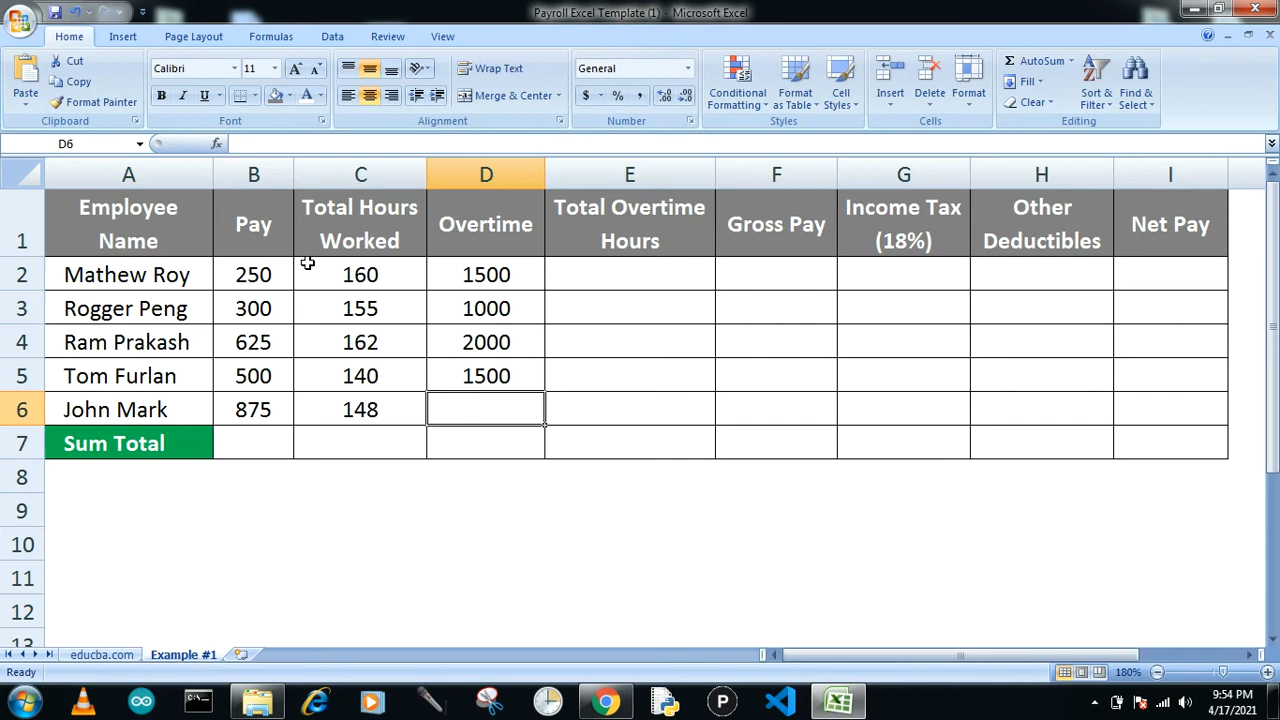 Payroll Excel Template (1) - Microsoft Excel
Home Insert Page Layout Formulas Data Review View
Paste
Cut
Copy
Format Painter
Clipboard
Calibri 11
B I U
Font
Wrap Text
Merge & Center
Alignment
General
$ % ,
Number
Conditional
Formatting
Format
as Table
Cell
Styles
Styles
Insert Delete Format
Cells
Σ AutoSum
Fill
Clear
Sort &
Filter
Find &
Select
Editing
D6 fx
A B C D E F G H I
1 Employee Name Pay Total Hours Worked Overtime Total Overtime Hours Gross Pay Income Tax (18%) Other Deductibles Net Pay
2 Mathew Roy 250 160 1500
3 Rogger Peng 300 155 1000
4 Ram Prakash 625 162 2000
5 Tom Furlan 500 140 1500
6 John Mark 875 148
7 Sum Total
8
9
10
11
12
13
educba.com Example #1
Ready 180%
9:54 PM
4/17/2021